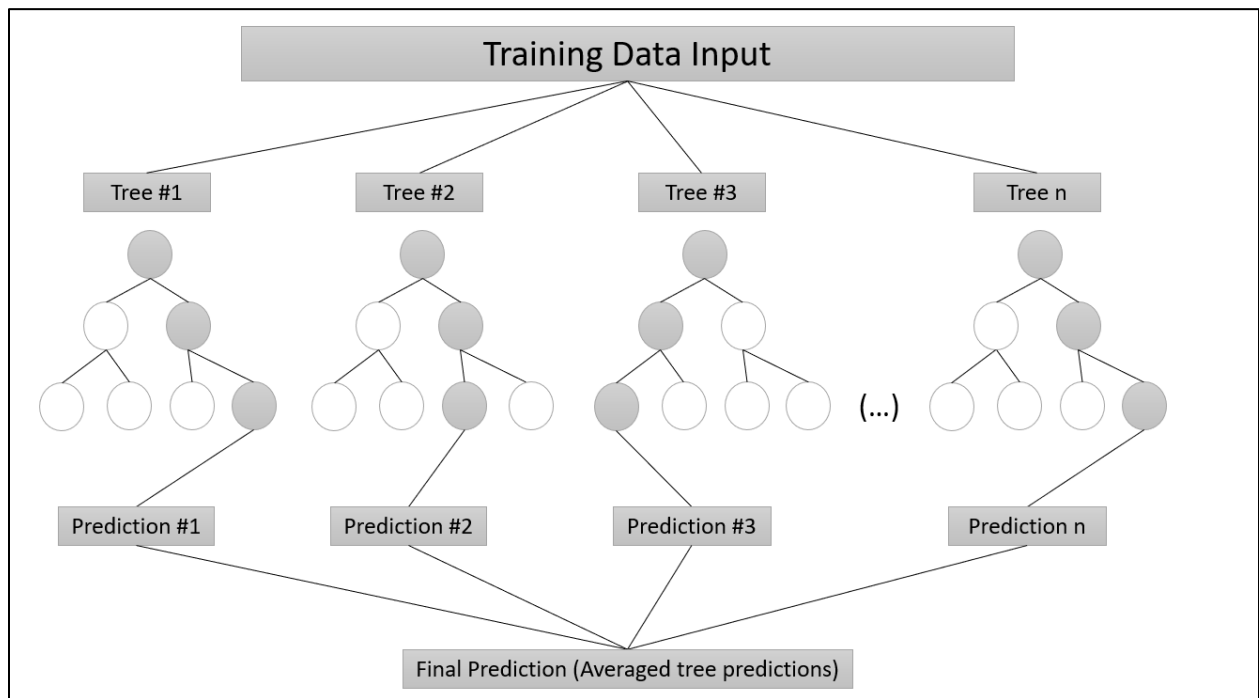 Training Data Input
Tree #1
Tree #2
Tree #3
Tree n
(...)
Prediction #1
Prediction #2
Prediction #3
Prediction n
Final Prediction (Averaged tree predictions)